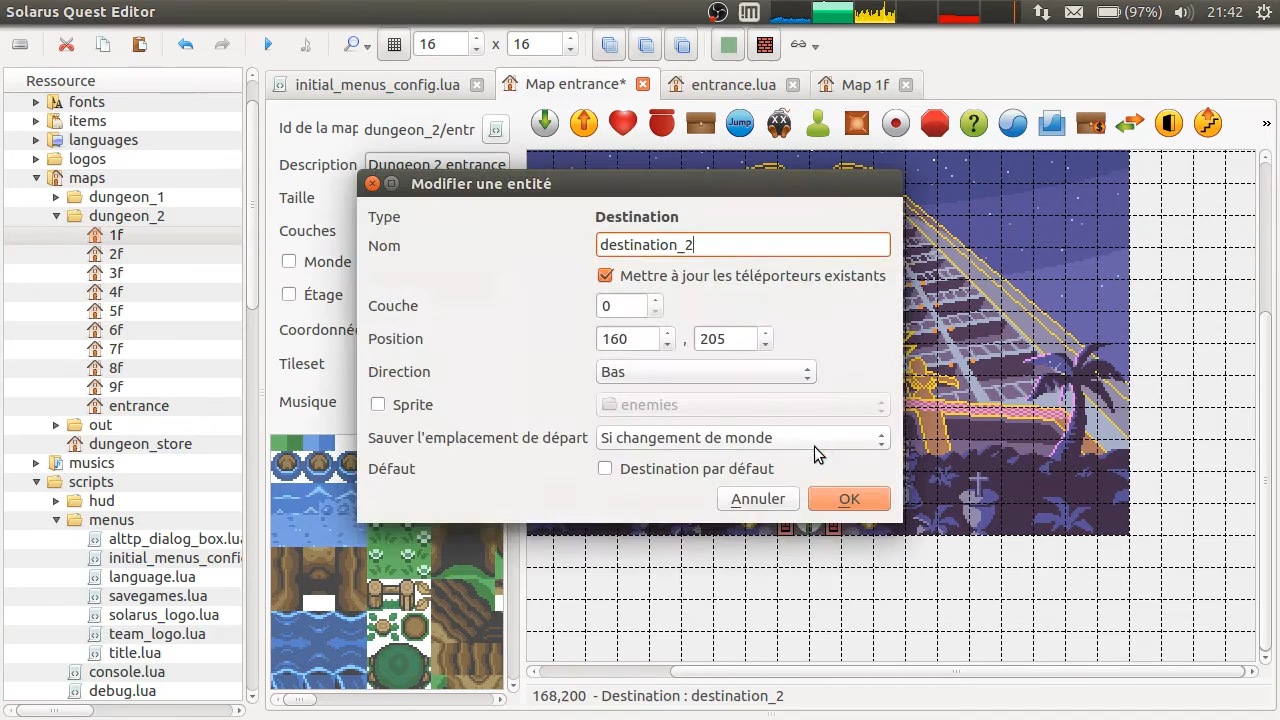 Solarus Quest Editor
(97%)
21:42
16
x
16
Ressource
fonts
items
languages
logos
maps
dungeon_1
dungeon_2
1f
2f
3f
4f
5f
6f
7f
8f
9f
entrance
out
dungeon_store
musics
scripts
hud
menus
alttp_dialog_box.lua
initial_menus_confi
language.lua
savegames.lua
solarus_logo.lua
team_logo.lua
title.lua
console.lua
debug.lua
initial_menus_config.lua
Map entrance*
entrance.lua
Map 1f
Jump
»
Id de la map
dungeon_2/entr
Description
Dungeon 2 entrance
Taille
Couches
Monde
Étage
Coordonné
Tileset
Musique
Modifier une entité
Type
Destination
Nom
destination_2
Mettre à jour les téléporteurs existants
Couche
0
Position
160
,
205
Direction
Bas
Sprite
enemies
Sauver l'emplacement de départ
Si changement de monde
Défaut
Destination par défaut
Annuler
OK
168,200 - Destination : destination_2